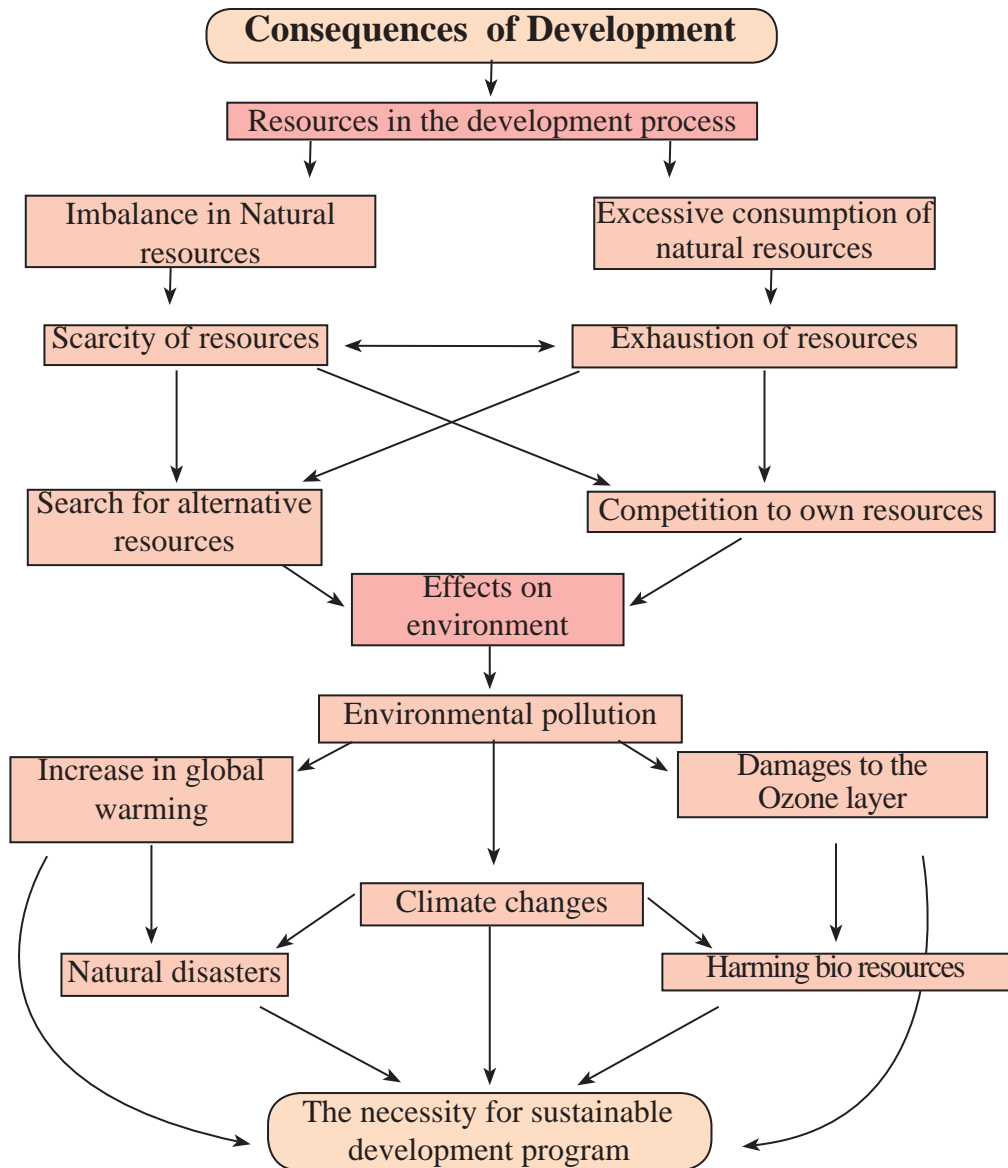 Consequences of Development
Resources in the development process
Imbalance in Natural
resources
Excessive consumption of
natural resources
Scarcity of resources
Exhaustion of resources
Search for alternative
resources
Competition to own resources
Effects on
environment
Environmental pollution
Increase in global
warming
Damages to the
Ozone layer
Climate changes
Natural disasters
Harming bio resources
The necessity for sustainable
development program